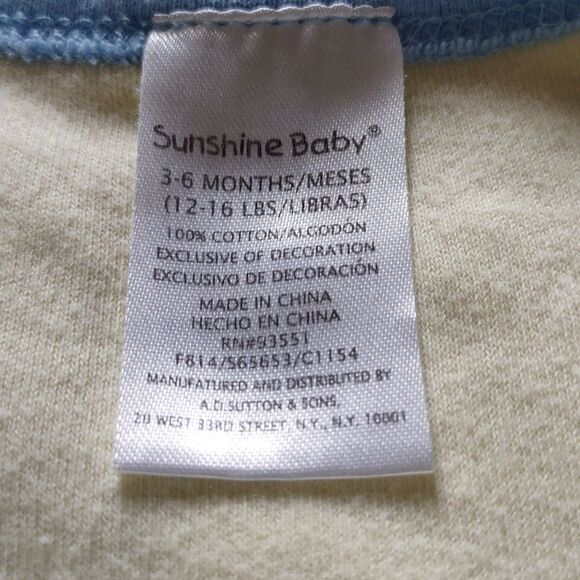 Sunshine Baby®
3-6 MONTHS/MESES
(12-16 LBS/LIBRAS)
100% COTTON/ALGODÓN
EXCLUSIVE OF DECORATION
EXCLUSIVO DE DECORACIÓN
MADE IN CHINA
HECHO EN CHINA
RN#93551
F814/S65653/C1154
MANUFATURED AND DISTRIBUTED BY
A.D.SUTTON & SONS.
20 WEST 33RD STREET, N.Y., N.Y. 10001